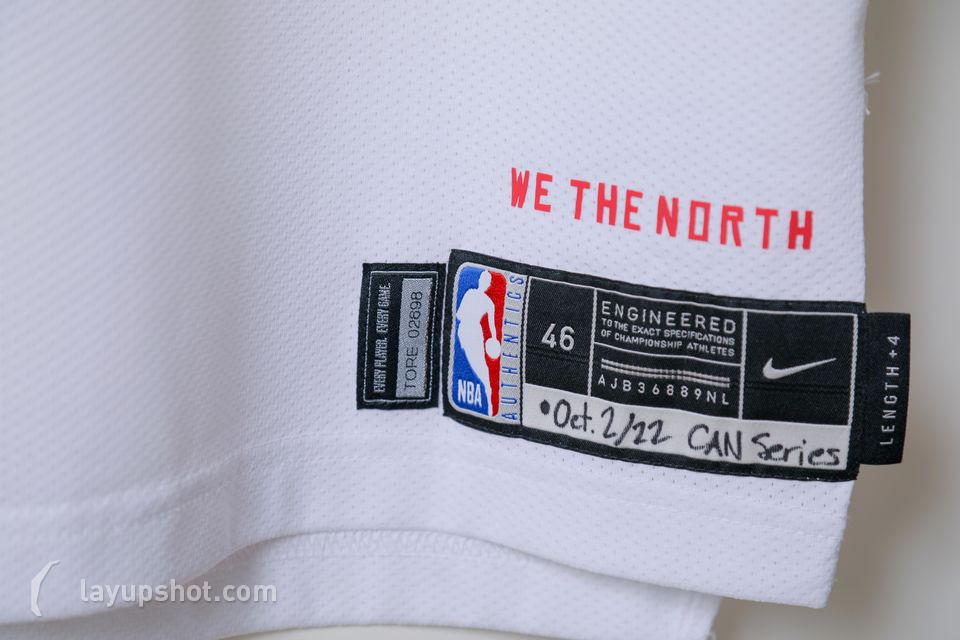 WE THE NORTH
EVERY PLAYER. EVERY GAME.
TORE 02698
NBA
AUTHENTICS
46
ENGINEERED
TO THE EXACT SPECIFICATIONS
OF CHAMPIONSHIP ATHLETES
AJB36889NL
LENGTH+4
•Oct. 2/22 CAN Series
layupshot.com